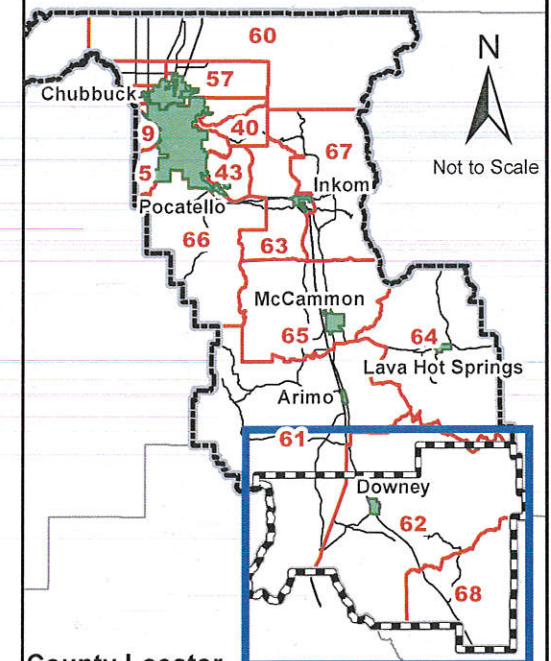 60
N
57
Chubbuck
9
40
67
Not to Scale
5
43
Inkom
Pocatello
66
63
McCammon
65
64
Lava Hot Springs
Arimo
61
Downey
62
68
County Locator